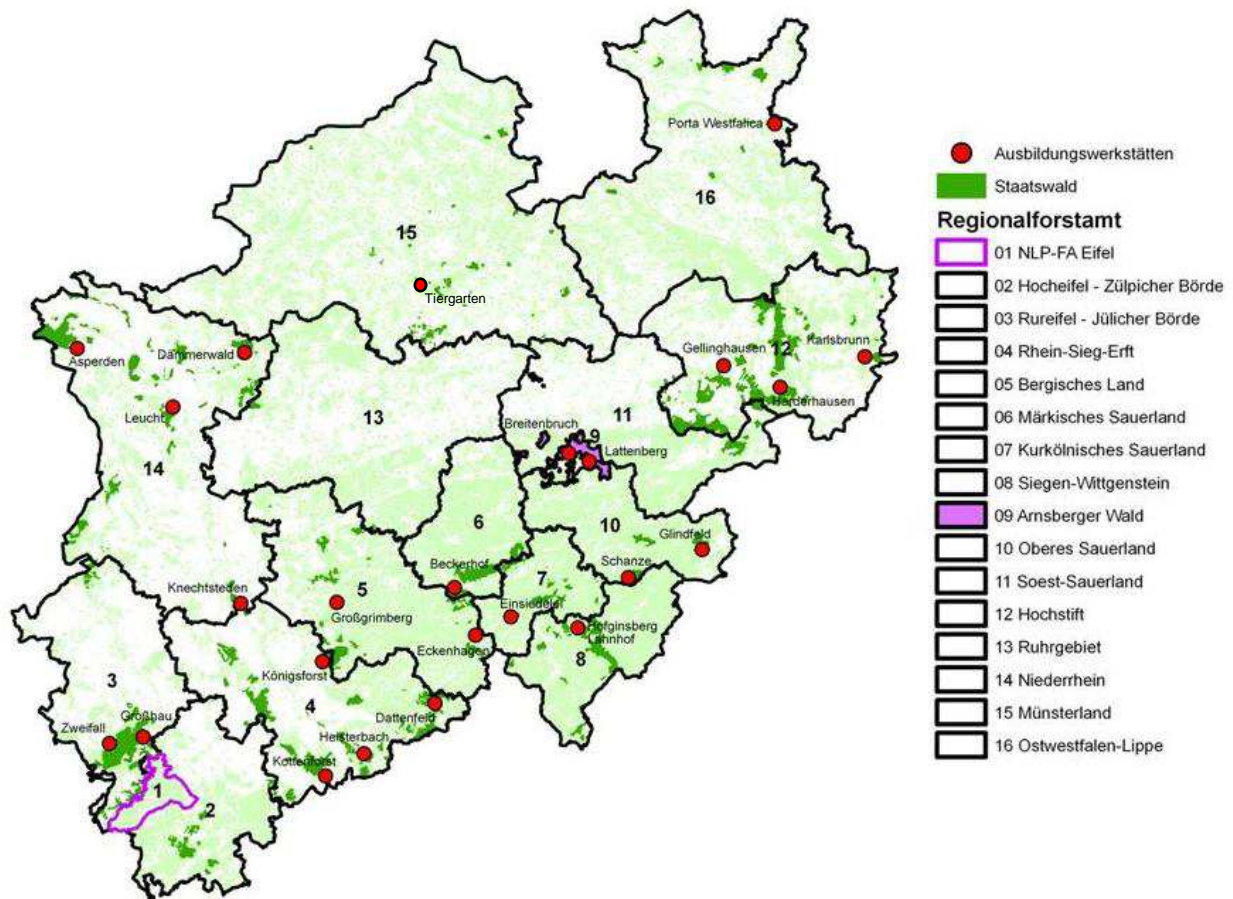 Porta Westfalica
16
15
Tiergarten
Asperden
Dämmerwald
Leucht
14
13
Gellinghausen
12
Karlsbrunn
Harderhausen
11
Breitenbruch
9
Lattenberg
6
10
Glindfeld
Schanze
Beckerhof
7
Knechtsteden
5
Großgrimberg
Einsiedelei
Hofginsberg
Lahnhof
8
Eckenhagen
Königsforst
3
4
Dattenfeld
Zweifall
Großhau
Heisterbach
Kottenforst
1
2
Ausbildungswerkstätten
Staatswald
Regionalforstamt
01 NLP-FA Eifel
02 Hocheifel - Zülpicher Börde
03 Rureifel - Jülicher Börde
04 Rhein-Sieg-Erft
05 Bergisches Land
06 Märkisches Sauerland
07 Kurkölnisches Sauerland
08 Siegen-Wittgenstein
09 Arnsberger Wald
10 Oberes Sauerland
11 Soest-Sauerland
12 Hochstift
13 Ruhrgebiet
14 Niederrhein
15 Münsterland
16 Ostwestfalen-Lippe